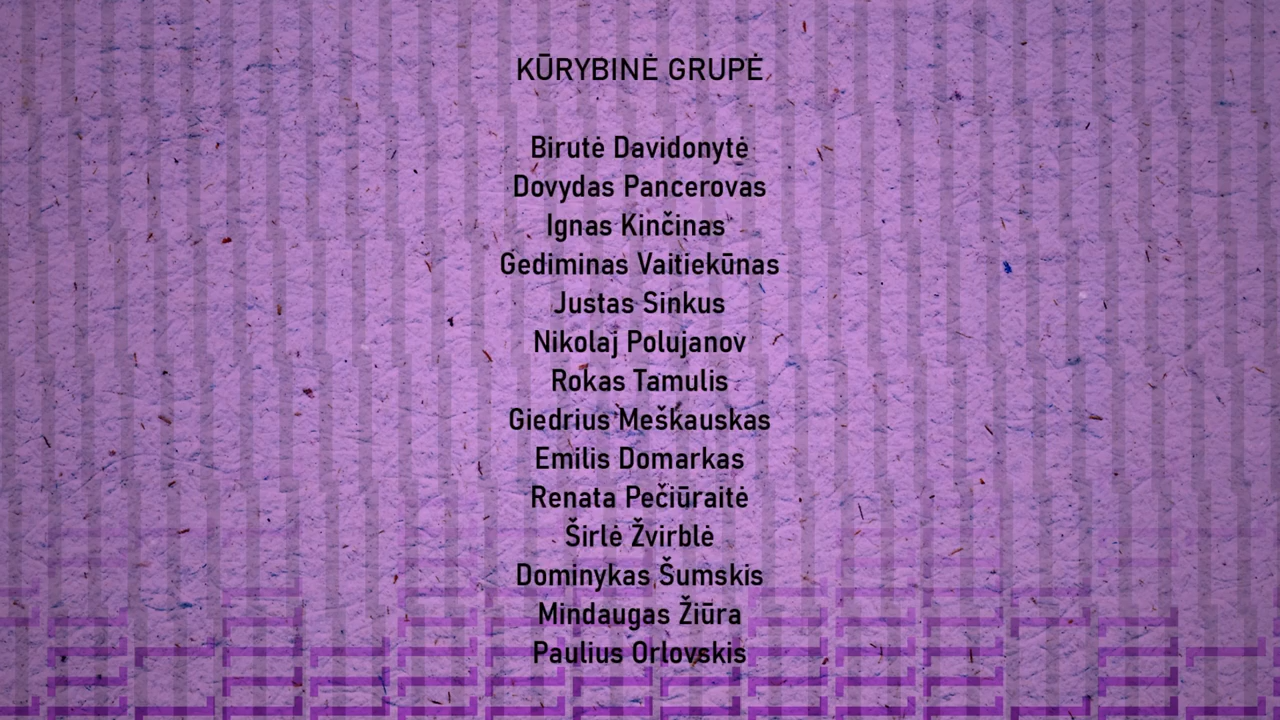 KŪRYBINĖ GRUPĖ
Birutė Davidonytė
Dovydas Pancerovas
Ignas Kinčinas
Gediminas Vaitiekūnas
Justas Sinkus
Nikolaj Polujanov
Rokas Tamulis
Giedrius Meškauskas
Emilis Domarkas
Renata Pečiūraitė
Širlė Žvirblė
Dominykas Šumskis
Mindaugas Žiūra
Paulius Orlovskis